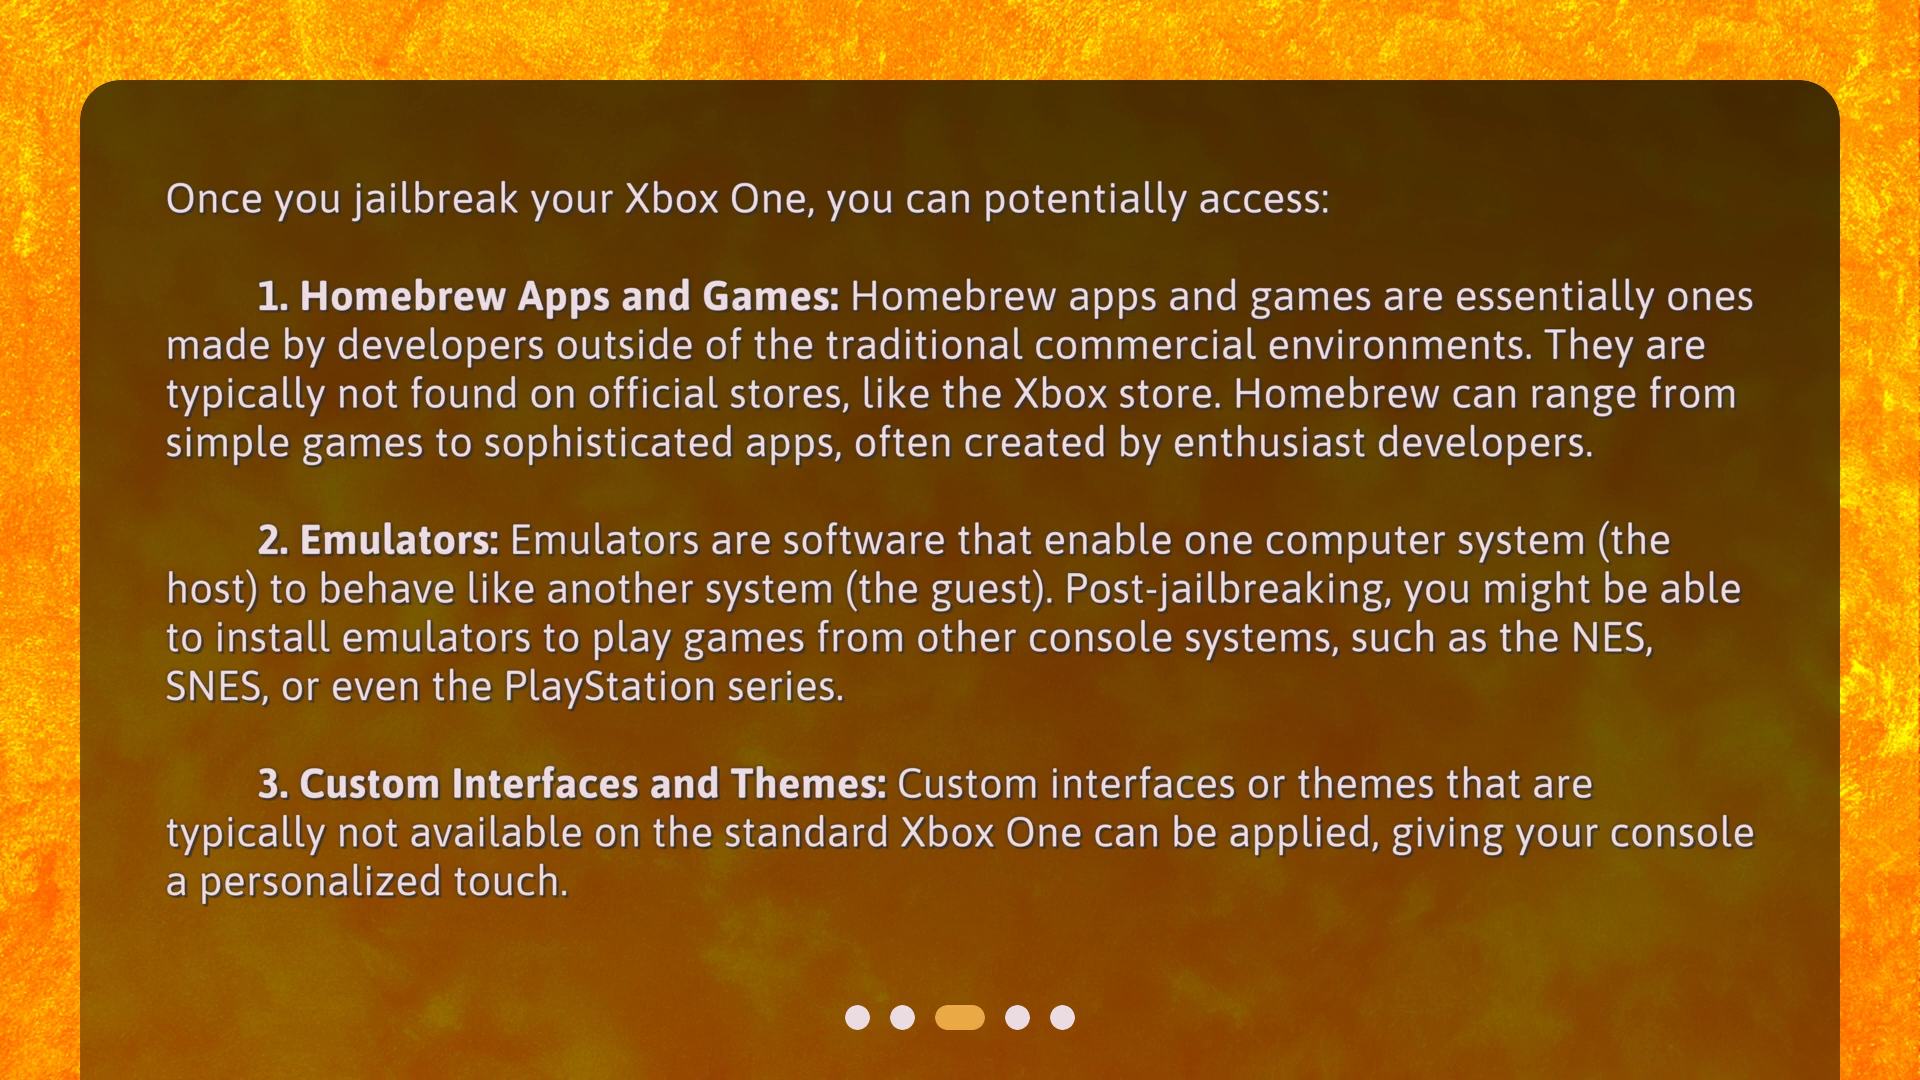 Once you jailbreak your Xbox One, you can potentially access:
1. Homebrew Apps and Games: Homebrew apps and games are essentially ones
made by developers outside of the traditional commercial environments. They are
typically not found on official stores, like the Xbox store. Homebrew can range from
simple games to sophisticated apps, often created by enthusiast developers.
2. Emulators: Emulators are software that enable one computer system (the
host) to behave like another system (the guest). Post-jailbreaking, you might be able
to install emulators to play games from other console systems, such as the NES,
SNES, or even the PlayStation series.
3. Custom Interfaces and Themes: Custom interfaces or themes that are
typically not available on the standard Xbox One can be applied, giving your console
a personalized touch.